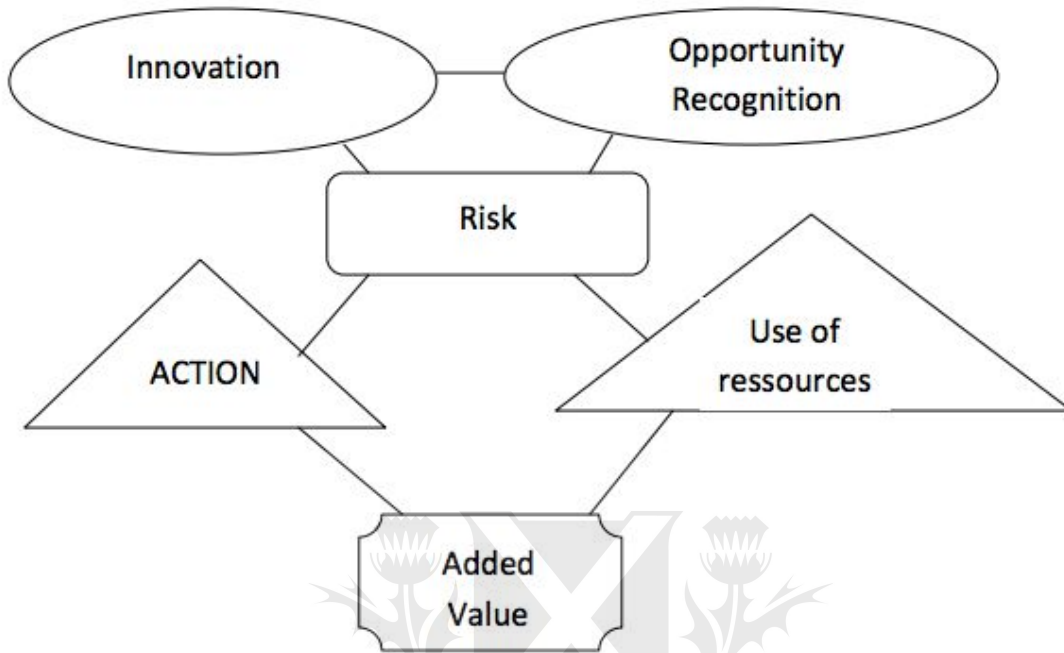 Innovation
Opportunity
Recognition
Risk
ACTION
Use of
ressources
Added
Value